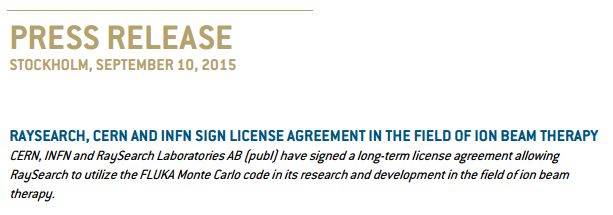 PRESS RELEASE
STOCKHOLM, SEPTEMBER 10, 2015
RAYSEARCH, CERN AND INFN SIGN LICENSE AGREEMENT IN THE FIELD OF ION BEAM THERAPY
CERN, INFN and RaySearch Laboratories AB (publ) have signed a long-term license agreement allowing
RaySearch to utilize the FLUKA Monte Carlo code in its research and development in the field of ion beam
therapy.